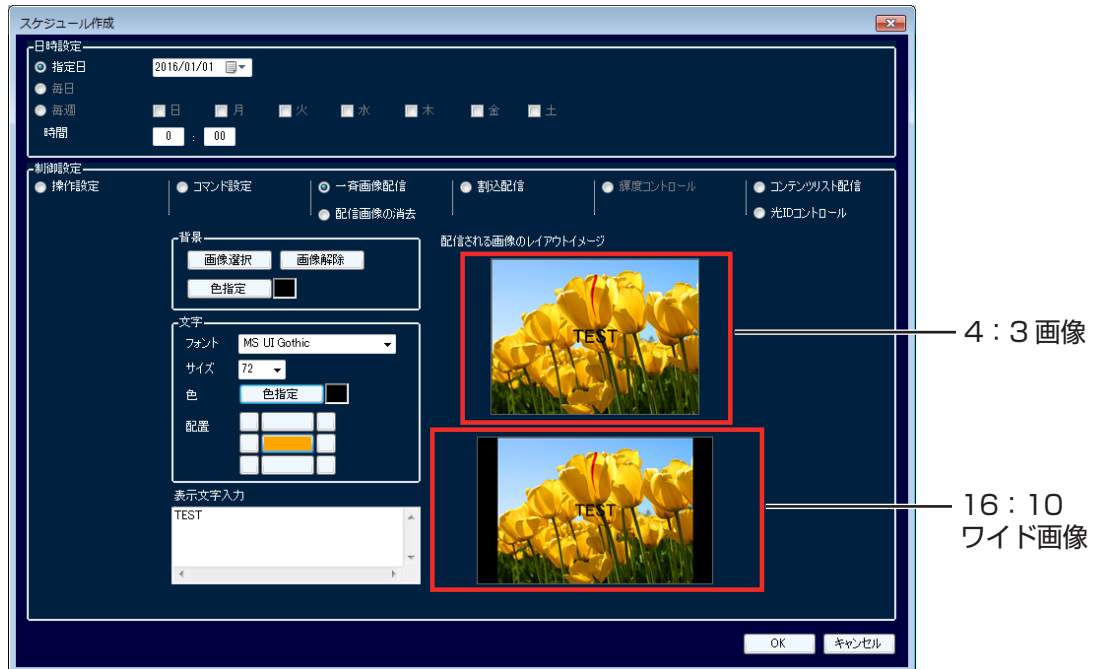 スケジュール作成
日時設定
指定日 2016/01/01
毎日
毎週 日 月 火 水 木 金 土
時間 0 : 00
制御設定
操作設定 コマンド設定 一斉画像配信 割込配信 輝度コントロール コンテンツリスト配信
配信画像の消去 光IDコントロール
背景
画像選択 画像解除
色指定
文字
フォント MS UI Gothic
サイズ 72
色 色指定
配置
表示文字入力
TEST
配信される画像のレイアウトイメージ
TEST
TEST
4：3 画像
16：10
ワイド画像
OK キャンセル